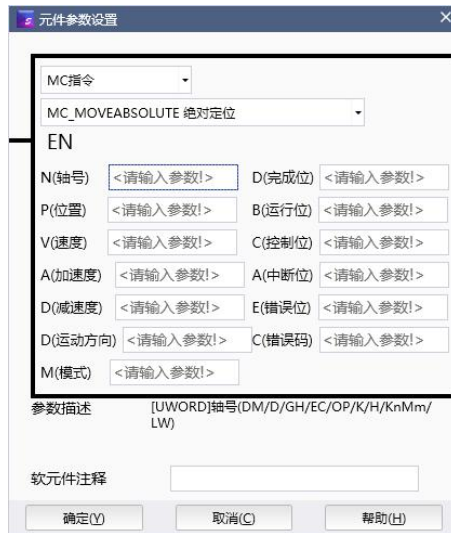 元件参数设置
MC指令
MC_MOVEABSOLUTE 绝对定位
EN
N(轴号) <请输入参数!> D(完成位) <请输入参数!>
P(位置) <请输入参数!> B(运行位) <请输入参数!>
V(速度) <请输入参数!> C(控制位) <请输入参数!>
A(加速度) <请输入参数!> A(中断位) <请输入参数!>
D(减速度) <请输入参数!> E(错误位) <请输入参数!>
D(运动方向) <请输入参数!> C(错误码) <请输入参数!>
M(模式) <请输入参数!>
参数描述 [UWORD]轴号(DM/D/GH/EC/OP/K/H/KnMm/
LW)
软元件注释
确定(Y) 取消(C) 帮助(H)